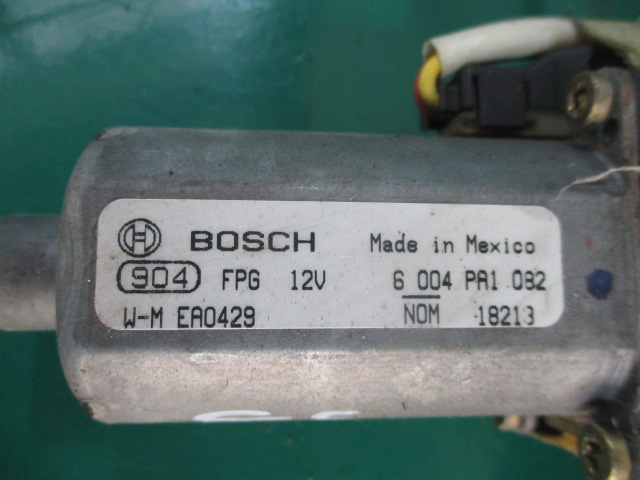 BOSCH Made in Mexico
904 FPG 12V 6 004 PA1 082
W-M EA0429 NOM 18213